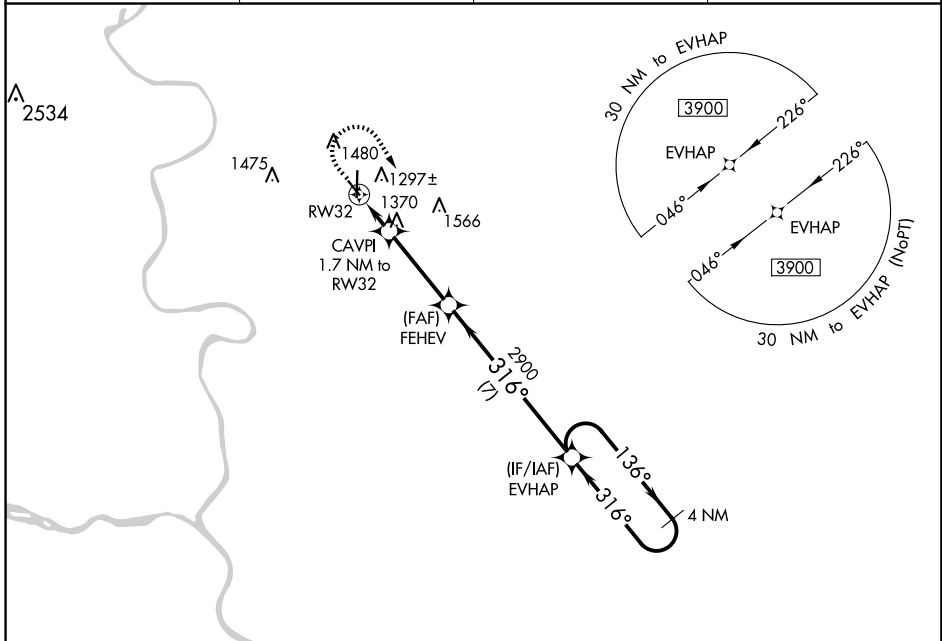 2534
1475
1480
1297±
1370
1566
RW32
CAVPI
1.7 NM to
RW32
(FAF)
FEHEV
2900
316°
(7)
(IF/IAF)
EVHAP
136°
316°
4 NM
30 NM to EVHAP
3900
226°
EVHAP
046°
226°
EVHAP
046°
3900
30 NM to EVHAP (NoPT)